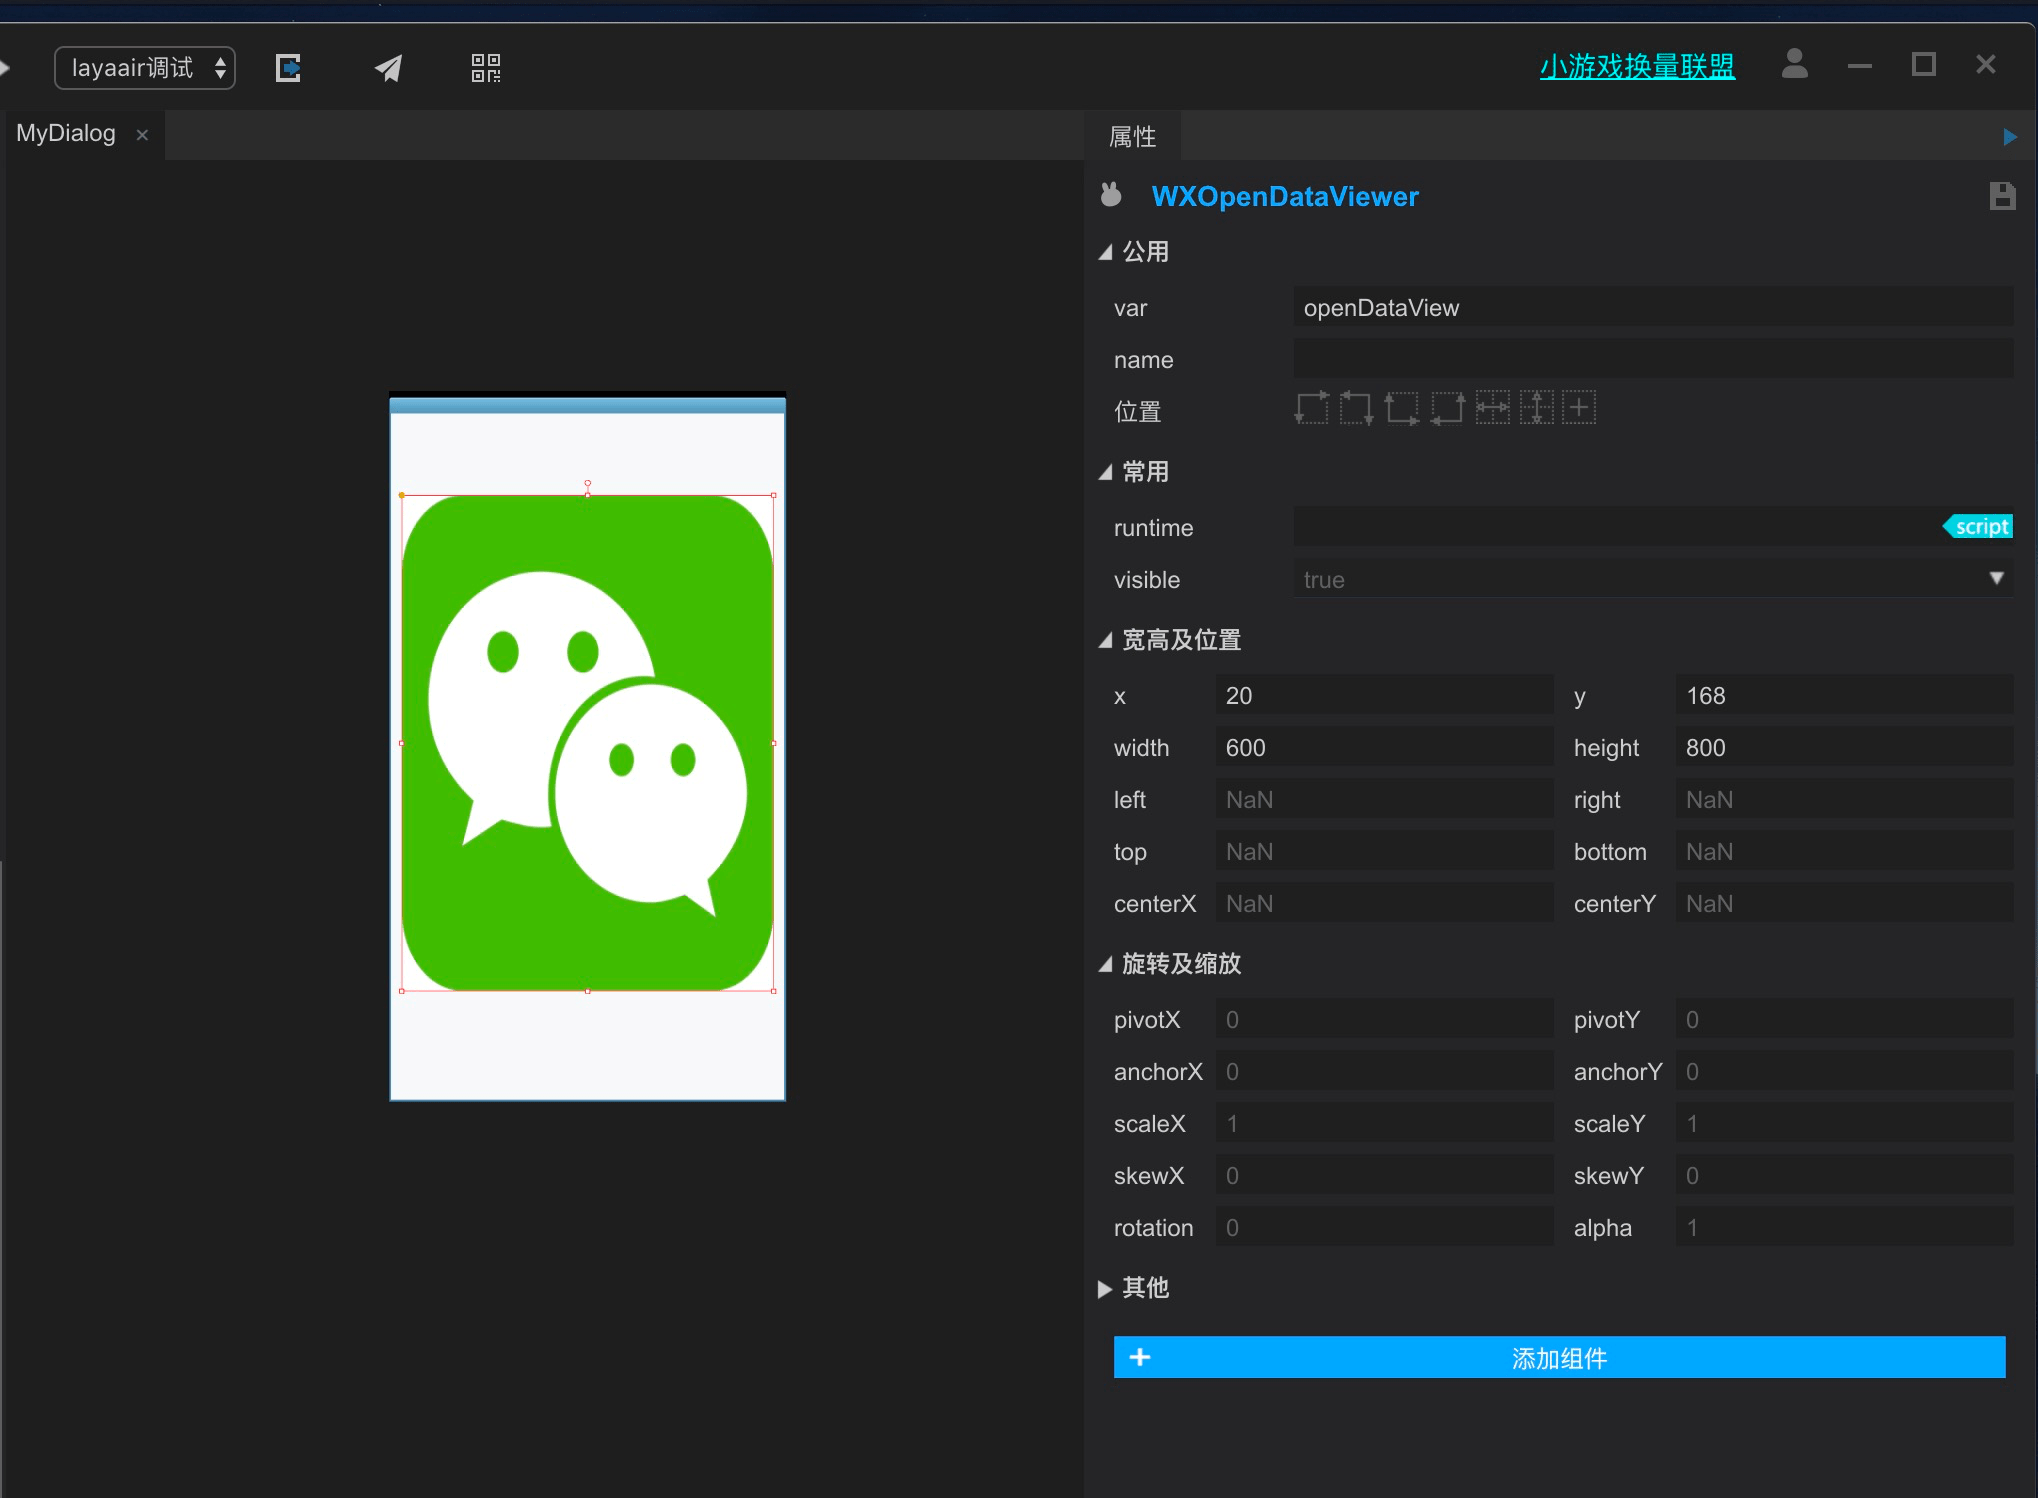 layaair调试
小游戏换量联盟
MyDialog
属性
WXOpenDataViewer
公用
var openDataView
name
位置
常用
runtime script
visible true
宽高及位置
x 20 y 168
width 600 height 800
left NaN right NaN
top NaN bottom NaN
centerX NaN centerY NaN
旋转及缩放
pivotX 0 pivotY 0
anchorX 0 anchorY 0
scaleX 1 scaleY 1
skewX 0 skewY 0
rotation 0 alpha 1
其他
添加组件